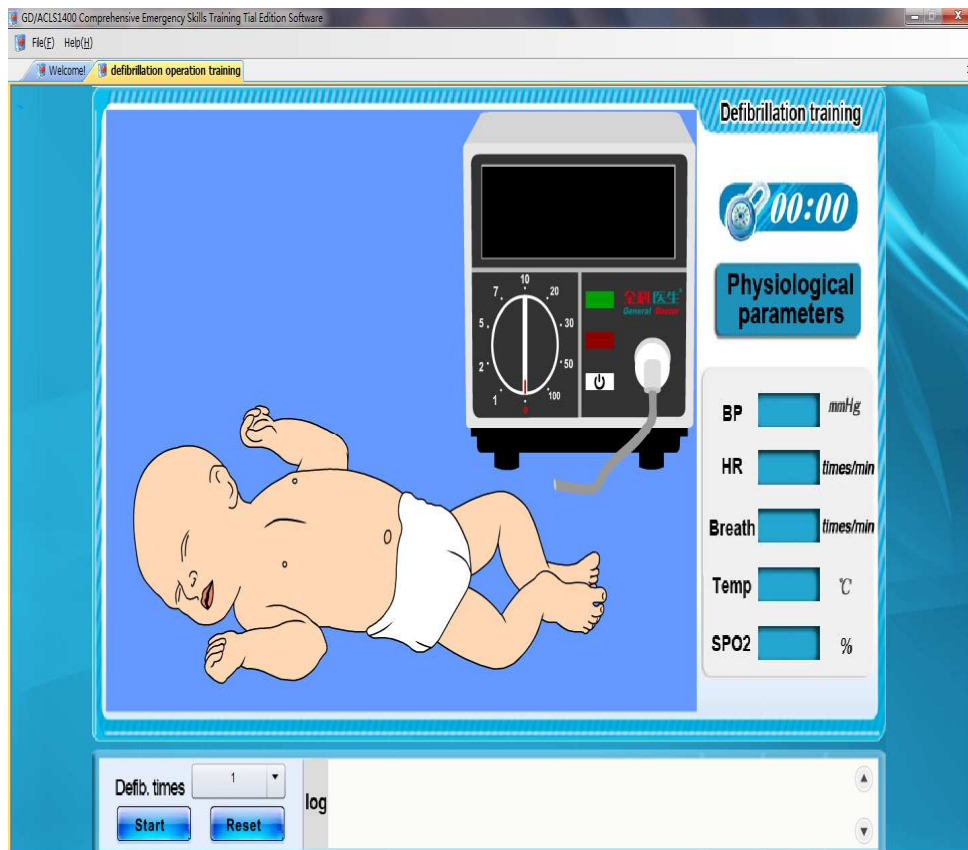 GD/ACLS1400 Comprehensive Emergency Skills Training Tial Edition Software
File(F) Help(H)
Welcome!
defibrillation operation training
Defibrillation training
00:00
Physiological
parameters
10
7
20
5
30
2
50
1
100
0
全科医生
General Doctor
BP mmHg
HR times/min
Breath times/min
Temp ℃
SPO2 %
Defib. times 1
Start Reset
log